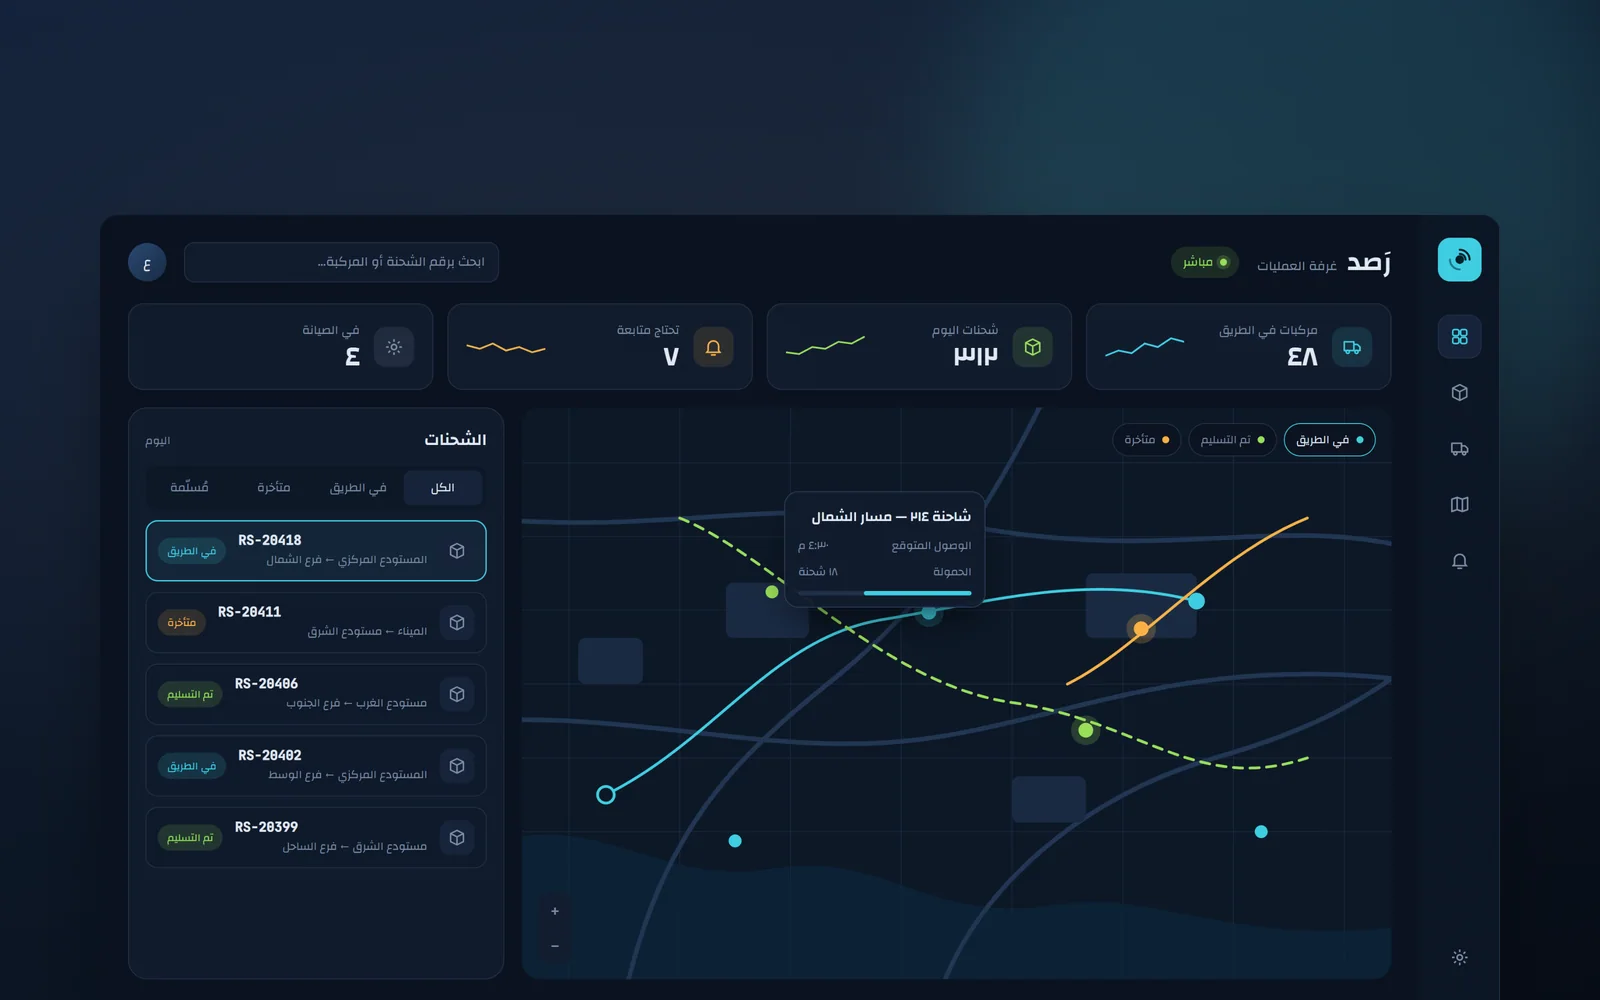 رَصد
غرفة العمليات
مباشر
ابحث برقم الشحنة أو المركبة...
ع
مركبات في الطريق
٤٨
شحنات اليوم
٣١٢
تحتاج متابعة
٧
في الصيانة
٤
في الطريق
تم التسليم
متأخرة
شاحنة ٢١٤ — مسار الشمال
الوصول المتوقع ٤:٣٠ م
الحمولة ١٨ شحنة
+
−
الشحنات
اليوم
الكل
في الطريق
متأخرة
مُسلّمة
RS-20418
المستودع المركزي ← فرع الشمال
في الطريق
RS-20411
الميناء ← مستودع الشرق
متأخرة
RS-20406
مستودع الغرب ← فرع الجنوب
تم التسليم
RS-20402
المستودع المركزي ← فرع الوسط
في الطريق
RS-20399
مستودع الشرق ← فرع الساحل
تم التسليم